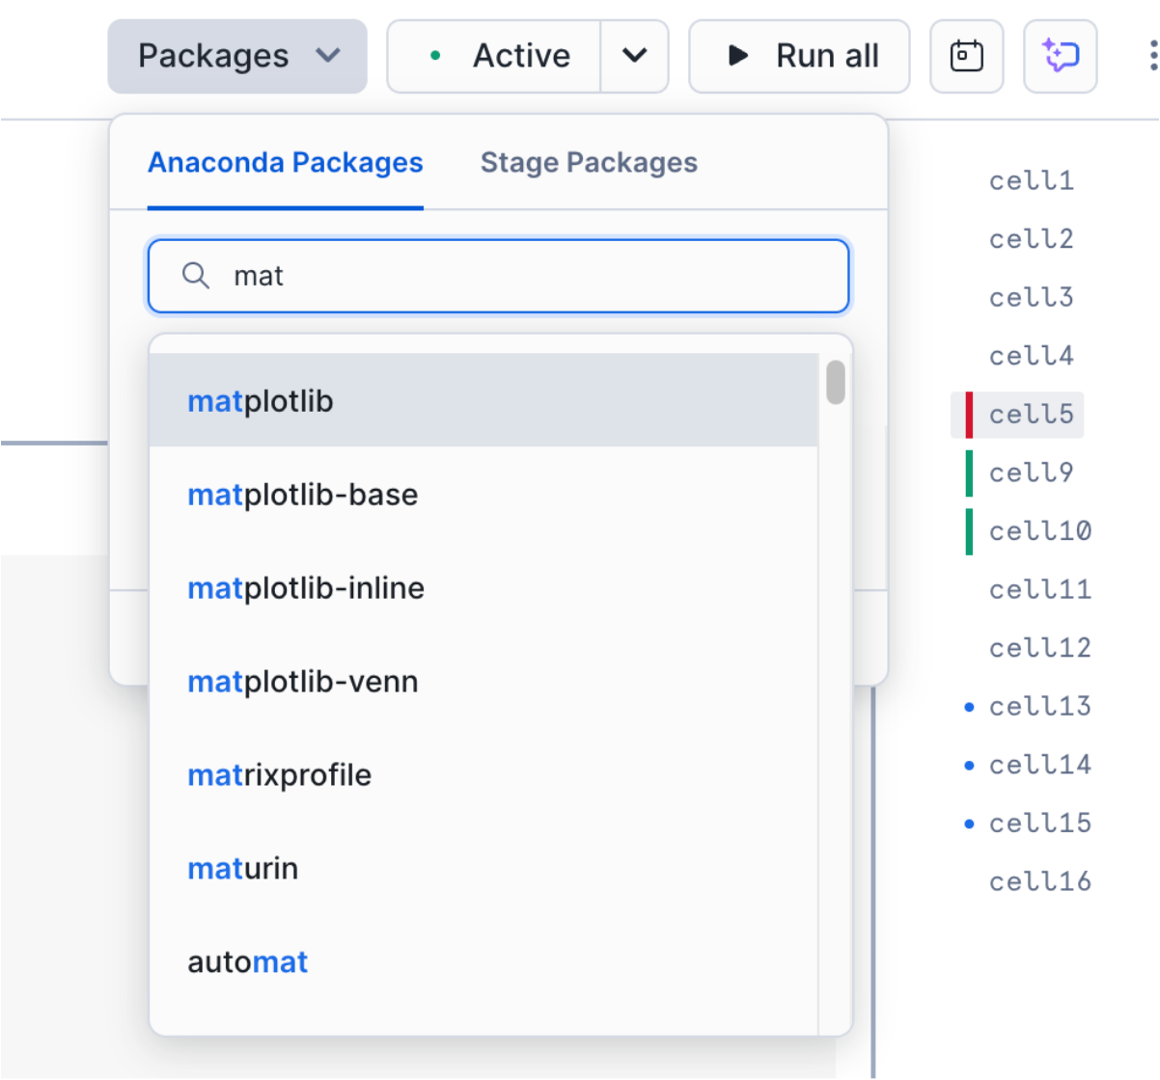 Packages Active Run all
Anaconda Packages Stage Packages
mat
matplotlib
matplotlib-base
matplotlib-inline
matplotlib-venn
matrixprofile
maturin
automat
cell1
cell2
cell3
cell4
cell5
cell9
cell10
cell11
cell12
cell13
cell14
cell15
cell16